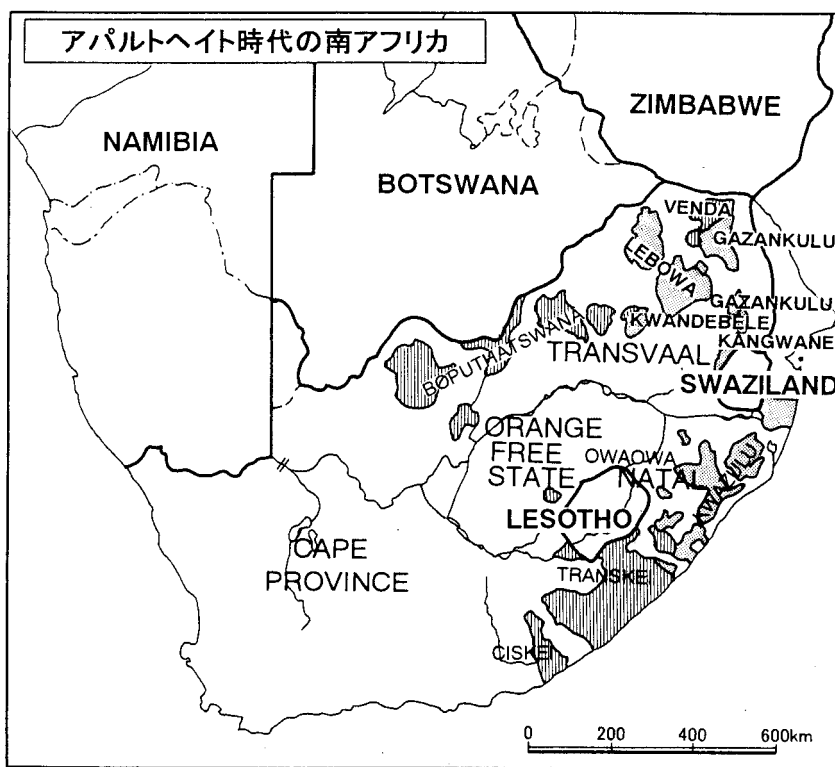 アパルトヘイト時代の南アフリカ
ZIMBABWE
NAMIBIA
BOTSWANA
VENDA
GAZANKULU
LEBOWA
GAZANKULU
KWANDEBELE
KANGWANE
BOPUTHATSWANA
TRANSVAAL
SWAZILAND
ORANGE
FREE
STATE
OWAOWA
NATAL
KWAZULU
LESOTHO
CAPE
PROVINCE
TRANSKEI
CISKEI
0 200 400 600km